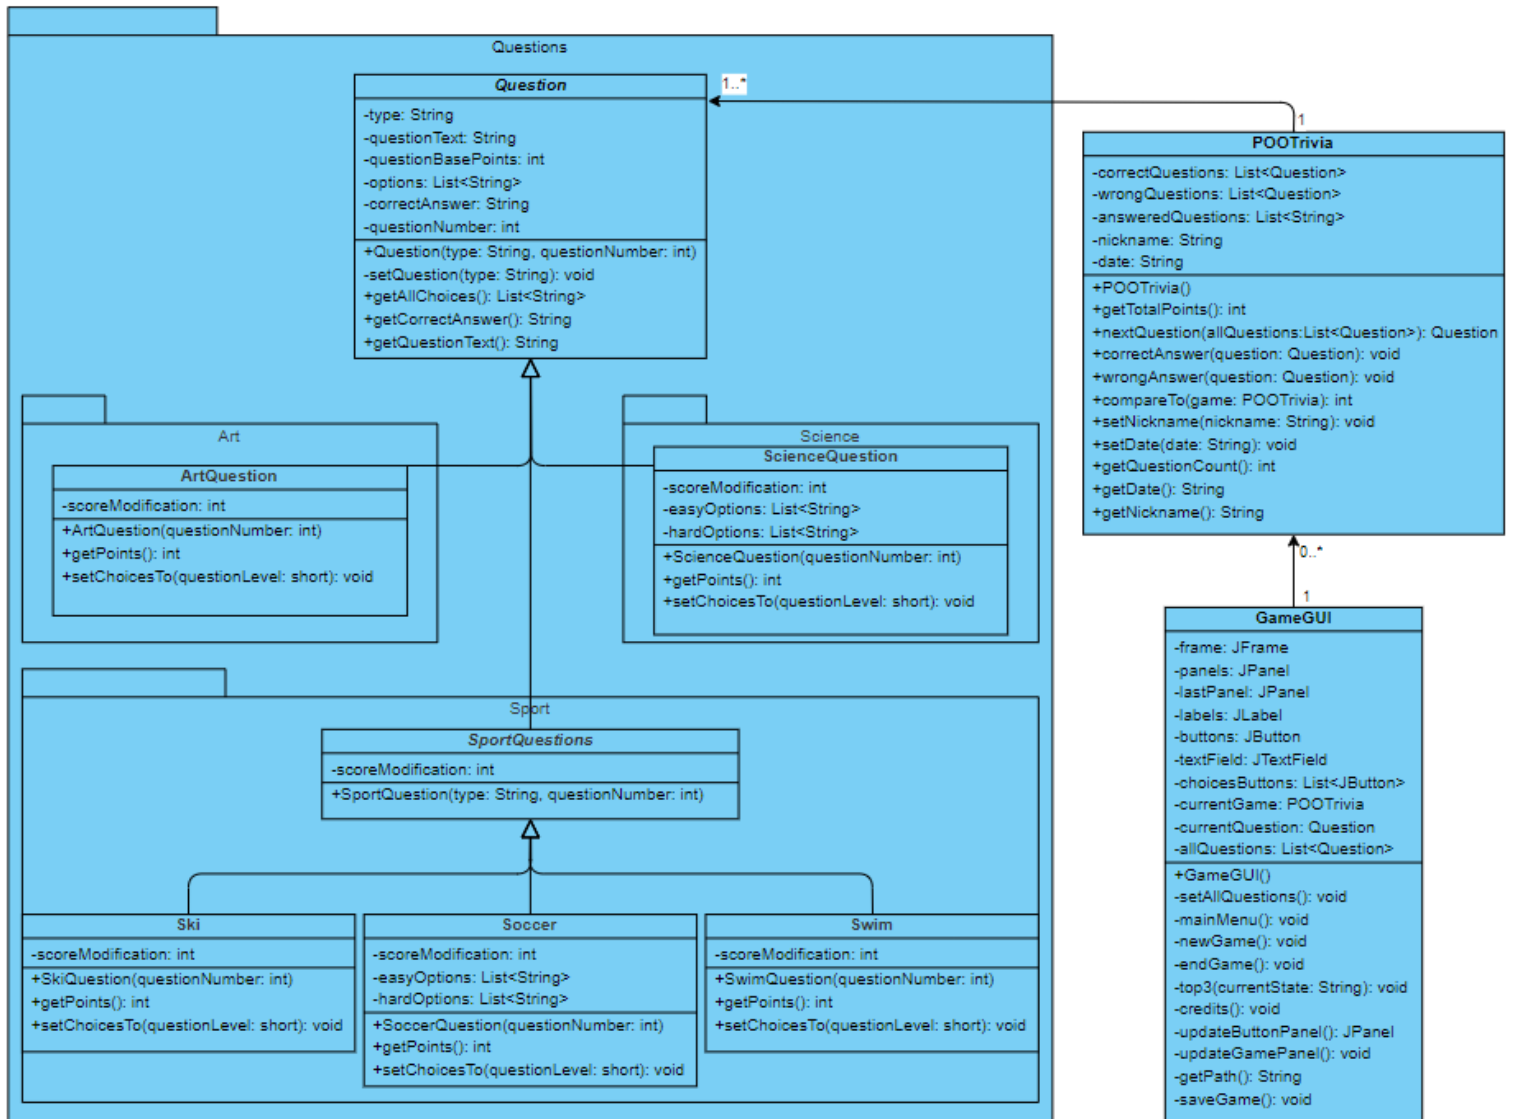 Questions
Question
-type: String
-questionText: String
-questionBasePoints: int
-options: List<String>
-correctAnswer: String
-questionNumber: int
+Question(type: String, questionNumber: int)
-setQuestion(type: String): void
+getAllChoices(): List<String>
+getCorrectAnswer(): String
+getQuestionText(): String
1..*
1
POOTrivia
-correctQuestions: List<Question>
-wrongQuestions: List<Question>
-answeredQuestions: List<String>
-nickname: String
-date: String
+POOTrivia()
+getTotalPoints(): int
+nextQuestion(allQuestions:List<Question>): Question
+correctAnswer(question: Question): void
+wrongAnswer(question: Question): void
+compareTo(game: POOTrivia): int
+setNickname(nickname: String): void
+setDate(date: String): void
+getQuestionCount(): int
+getDate(): String
+getNickname(): String
0..*
1
Art
ArtQuestion
-scoreModification: int
+ArtQuestion(questionNumber: int)
+getPoints(): int
+setChoicesTo(questionLevel: short): void
Science
ScienceQuestion
-scoreModification: int
-easyOptions: List<String>
-hardOptions: List<String>
+ScienceQuestion(questionNumber: int)
+getPoints(): int
+setChoicesTo(questionLevel: short): void
Sport
SportQuestions
-scoreModification: int
+SportQuestion(type: String, questionNumber: int)
Ski
-scoreModification: int
+SkiQuestion(questionNumber: int)
+getPoints(): int
+setChoicesTo(questionLevel: short): void
Soccer
-scoreModification: int
-easyOptions: List<String>
-hardOptions: List<String>
+SoccerQuestion(questionNumber: int)
+getPoints(): int
+setChoicesTo(questionLevel: short): void
Swim
-scoreModification: int
+SwimQuestion(questionNumber: int)
+getPoints(): int
+setChoicesTo(questionLevel: short): void
GameGUI
-frame: JFrame
-panels: JPanel
-lastPanel: JPanel
-labels: JLabel
-buttons: JButton
-textField: JTextField
-choicesButtons: List<JButton>
-currentGame: POOTrivia
-currentQuestion: Question
-allQuestions: List<Question>
+GameGUI()
-setAllQuestions(): void
-mainMenu(): void
-newGame(): void
-endGame(): void
-top3(currentState: String): void
-credits(): void
-updateButtonPanel(): JPanel
-updateGamePanel(): void
-getPath(): String
-saveGame(): void